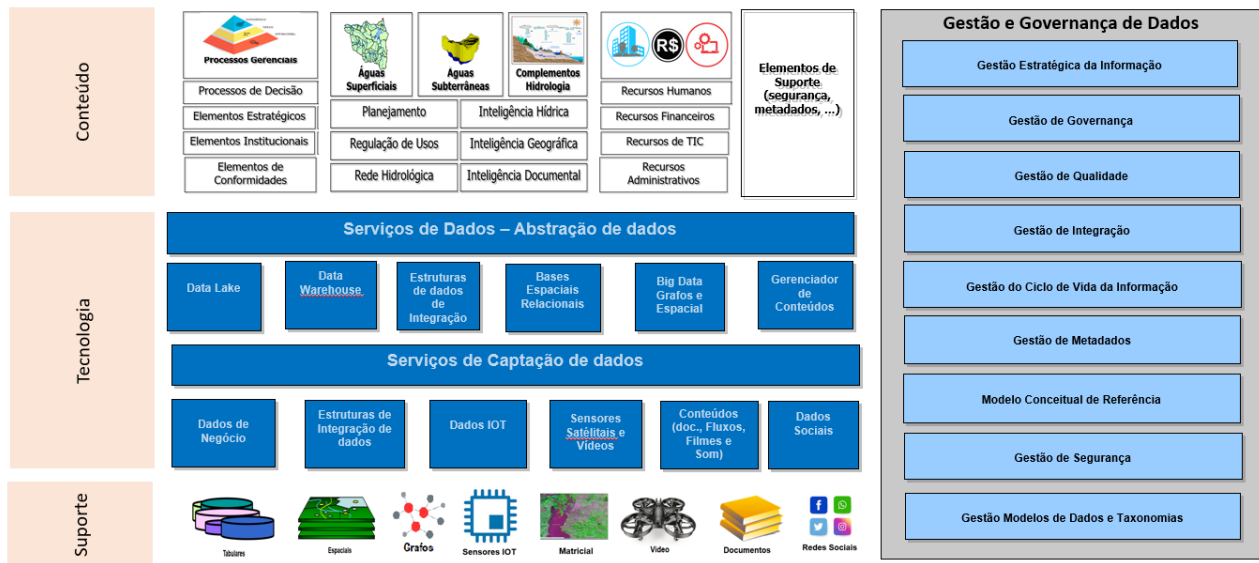 Conteúdo
Processos Gerenciais
Processos de Decisão
Elementos Estratégicos
Elementos Institucionais
Elementos de
Conformidades
Águas
Superficiais
Águas
Subterrâneas
Complementos
Hidrologia
Planejamento
Inteligência Hídrica
Regulação de Usos
Inteligência Geográfica
Rede Hidrológica
Inteligência Documental
R$
Recursos Humanos
Recursos Financeiros
Recursos de TIC
Recursos
Administrativos
Elementos de
Suporte
(segurança,
metadados, ...)
Tecnologia
Serviços de Dados – Abstração de dados
Data Lake
Data
Warehouse
Estruturas
de dados
de
Integração
Bases
Espaciais
Relacionais
Big Data
Grafos e
Espacial
Gerenciador
de
Conteúdos
Serviços de Captação de dados
Dados de
Negócio
Estruturas de
Integração de
dados
Dados IOT
Sensores
Satélitais e
Vídeos
Conteúdos
(doc., Fluxos,
Filmes e
Som)
Dados
Sociais
Suporte
Tabulares
Espaciais
Grafos
Sensores IOT
Matricial
Video
Documentos
Redes Sociais
Gestão e Governança de Dados
Gestão Estratégica da Informação
Gestão de Governança
Gestão de Qualidade
Gestão de Integração
Gestão do Ciclo de Vida da Informação
Gestão de Metadados
Modelo Conceitual de Referência
Gestão de Segurança
Gestão Modelos de Dados e Taxonomias